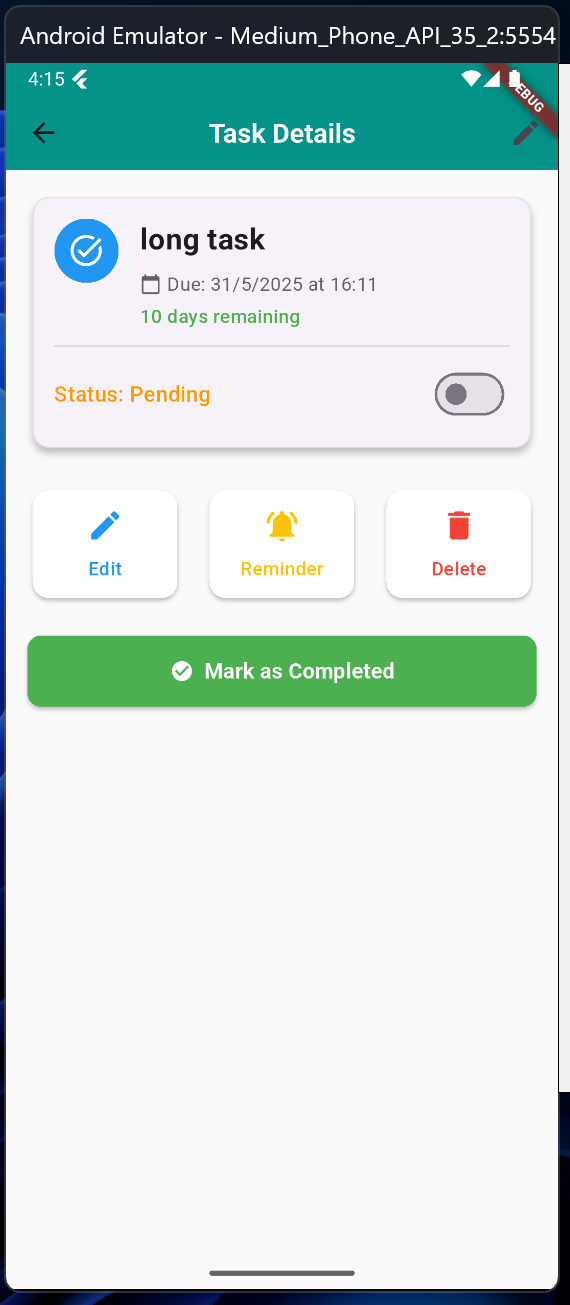 Android Emulator - Medium_Phone_API_35_2:5554
4:15
DEBUG
Task Details
long task
Due: 31/5/2025 at 16:11
10 days remaining
Status: Pending
Edit
Reminder
Delete
Mark as Completed